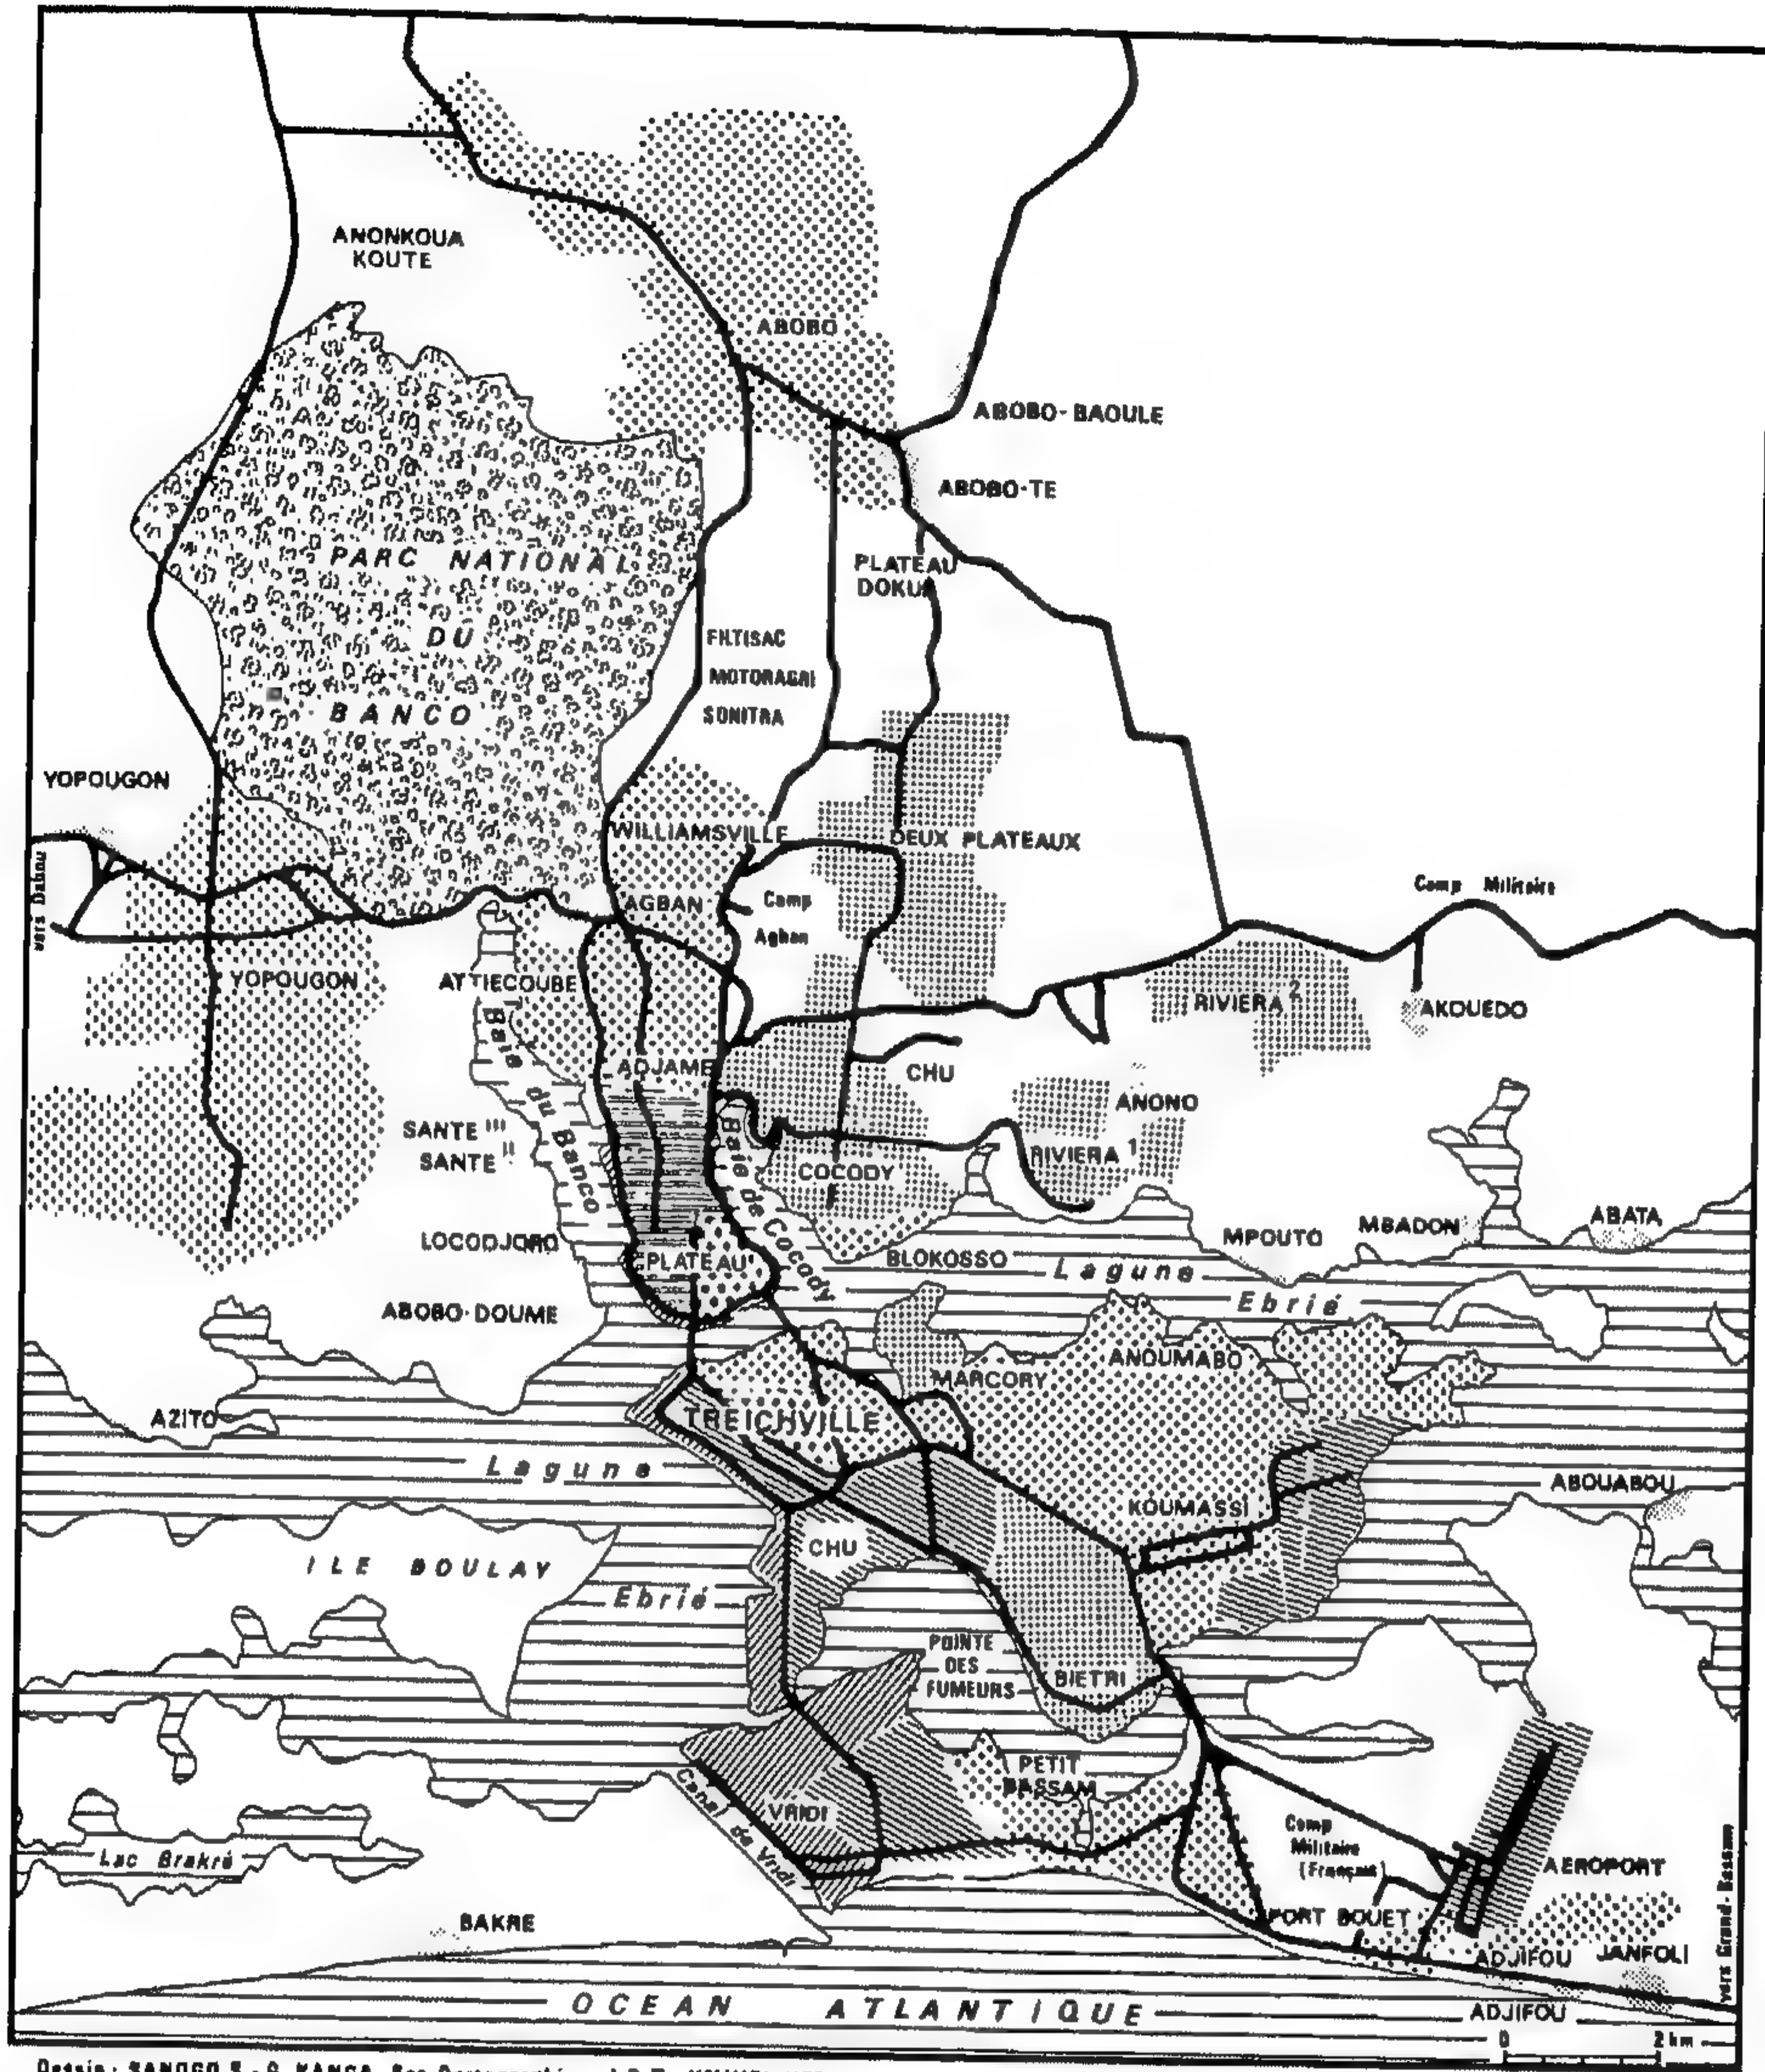 ANONKOUA
KOUTE
ABOBO
ABOBO-BAOULE
ABOBO-TE
PARC NATIONAL
DU
BANCO
PLATEAU
DOKUI
FILTISAC
MOTORAGRI
SONITRA
YOPOUGON
WILLIAMSVILLE
DEUX PLATEAUX
vers Dabou
AGBAN
Camp
Agban
Camp Militaire
YOPOUGON
ATTIECOUBE
RIVIERA 2
AKOUEDO
Baie du Banco
ADJAME
CHU
ANONO
SANTE III
SANTE II
Baie de Cocody
COCODY
RIVIERA 1
LOCODJORO
PLATEAU
BLOKOSSO
MPOUTO
MBADON
ABATA
Lagune
Ebrié
ABOBO-DOUME
ANOUMABO
MARCORY
AZITO
TREICHVILLE
Lagune
ABOUABOU
KOUMASSI
CHU
ILE BOULAY
Ebrié
POINTE
DES
FUMEURS
BIETRI
PETIT
BASSAM
Canal de Vridi
VRIDI
Camp
Militaire
(Français)
Lac Brakré
AEROPORT
vers Grand-Bassam
BAKRE
PORT BOUET
ADJIFOU JANFOLI
OCEAN ATLANTIQUE
ADJIFOU
0 2 km
Dessin: SANOGO S.-O. KANGA